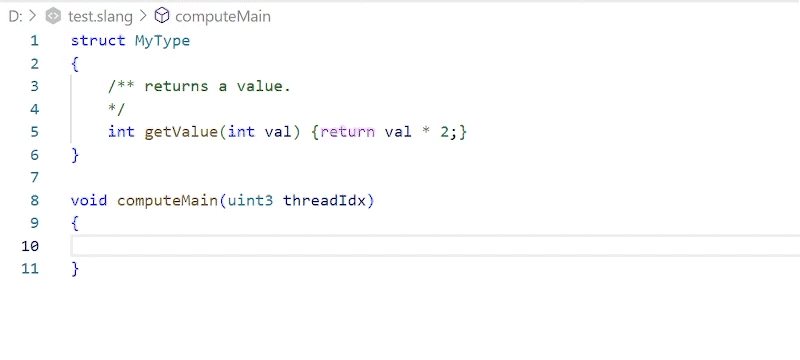 D: > test.slang > computeMain
1 struct MyType
2 {
3 /** returns a value.
4 */
5 int getValue(int val) {return val * 2;}
6 }
7
8 void computeMain(uint3 threadIdx)
9 {
10
11 }